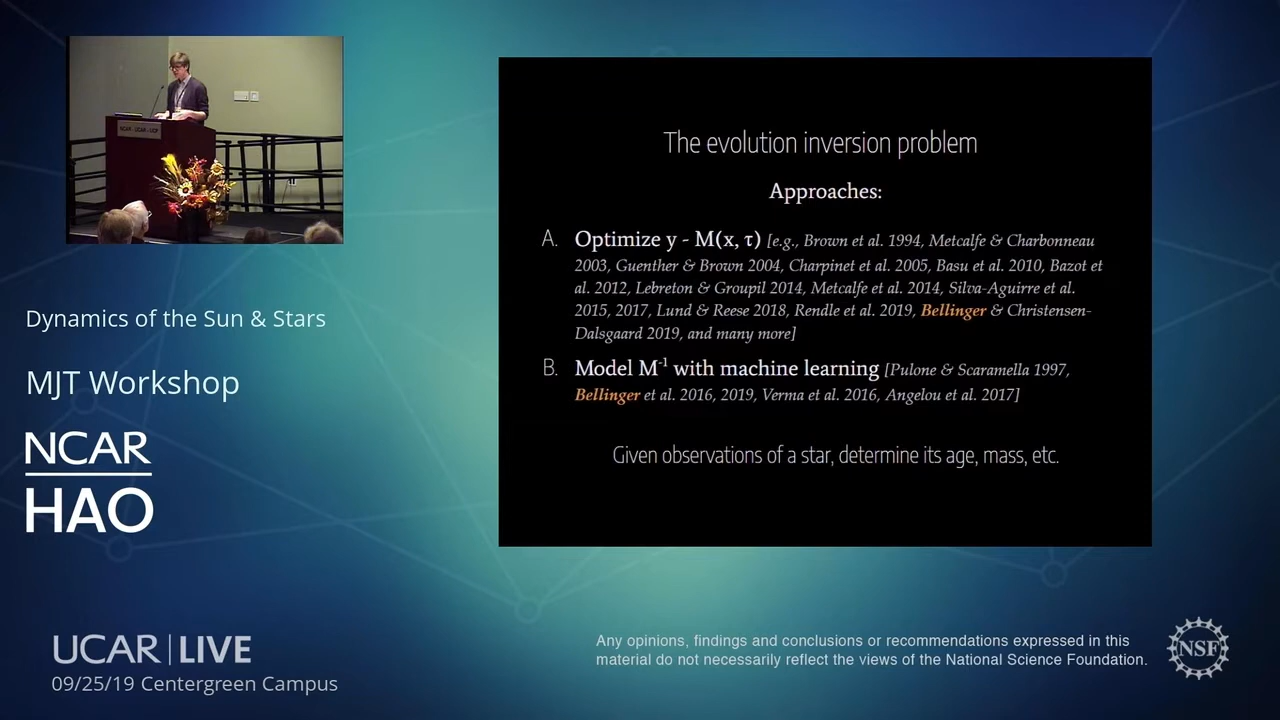 NCAR · UCAR · UCP
Dynamics of the Sun & Stars
MJT Workshop
NCAR
HAO
The evolution inversion problem
Approaches:
A. Optimize y - M(x, τ) [e.g., Brown et al. 1994, Metcalfe & Charbonneau
2003, Guenther & Brown 2004, Charpinet et al. 2005, Basu et al. 2010, Bazot et
al. 2012, Lebreton & Groupil 2014, Metcalfe et al. 2014, Silva-Aguirre et al.
2015, 2017, Lund & Reese 2018, Rendle et al. 2019, Bellinger & Christensen-
Dalsgaard 2019, and many more]
B. Model M⁻¹ with machine learning [Pulone & Scaramella 1997,
Bellinger et al. 2016, 2019, Verma et al. 2016, Angelou et al. 2017]
Given observations of a star, determine its age, mass, etc.
UCAR | LIVE
09/25/19 Centergreen Campus
Any opinions, findings and conclusions or recommendations expressed in this
material do not necessarily reflect the views of the National Science Foundation.
NSF